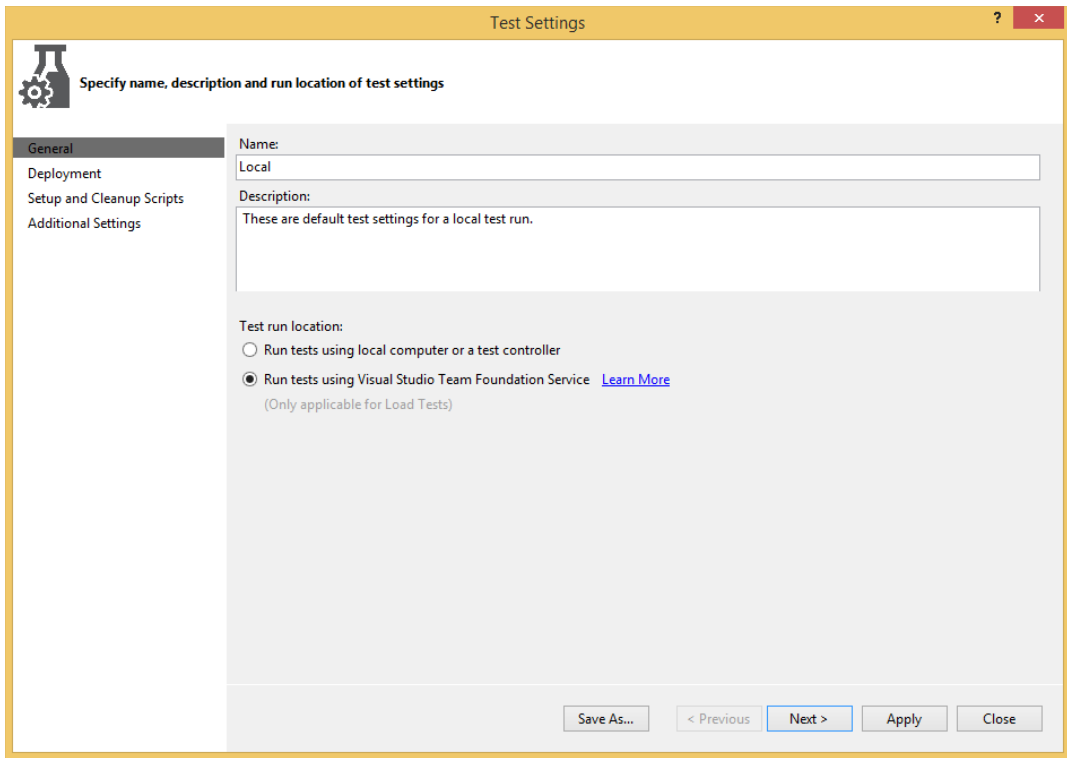 Test Settings
?
Specify name, description and run location of test settings
General
Deployment
Setup and Cleanup Scripts
Additional Settings
Name:
Local
Description:
These are default test settings for a local test run.
Test run location:
Run tests using local computer or a test controller
Run tests using Visual Studio Team Foundation Service Learn More
(Only applicable for Load Tests)
Save As... < Previous Next > Apply Close